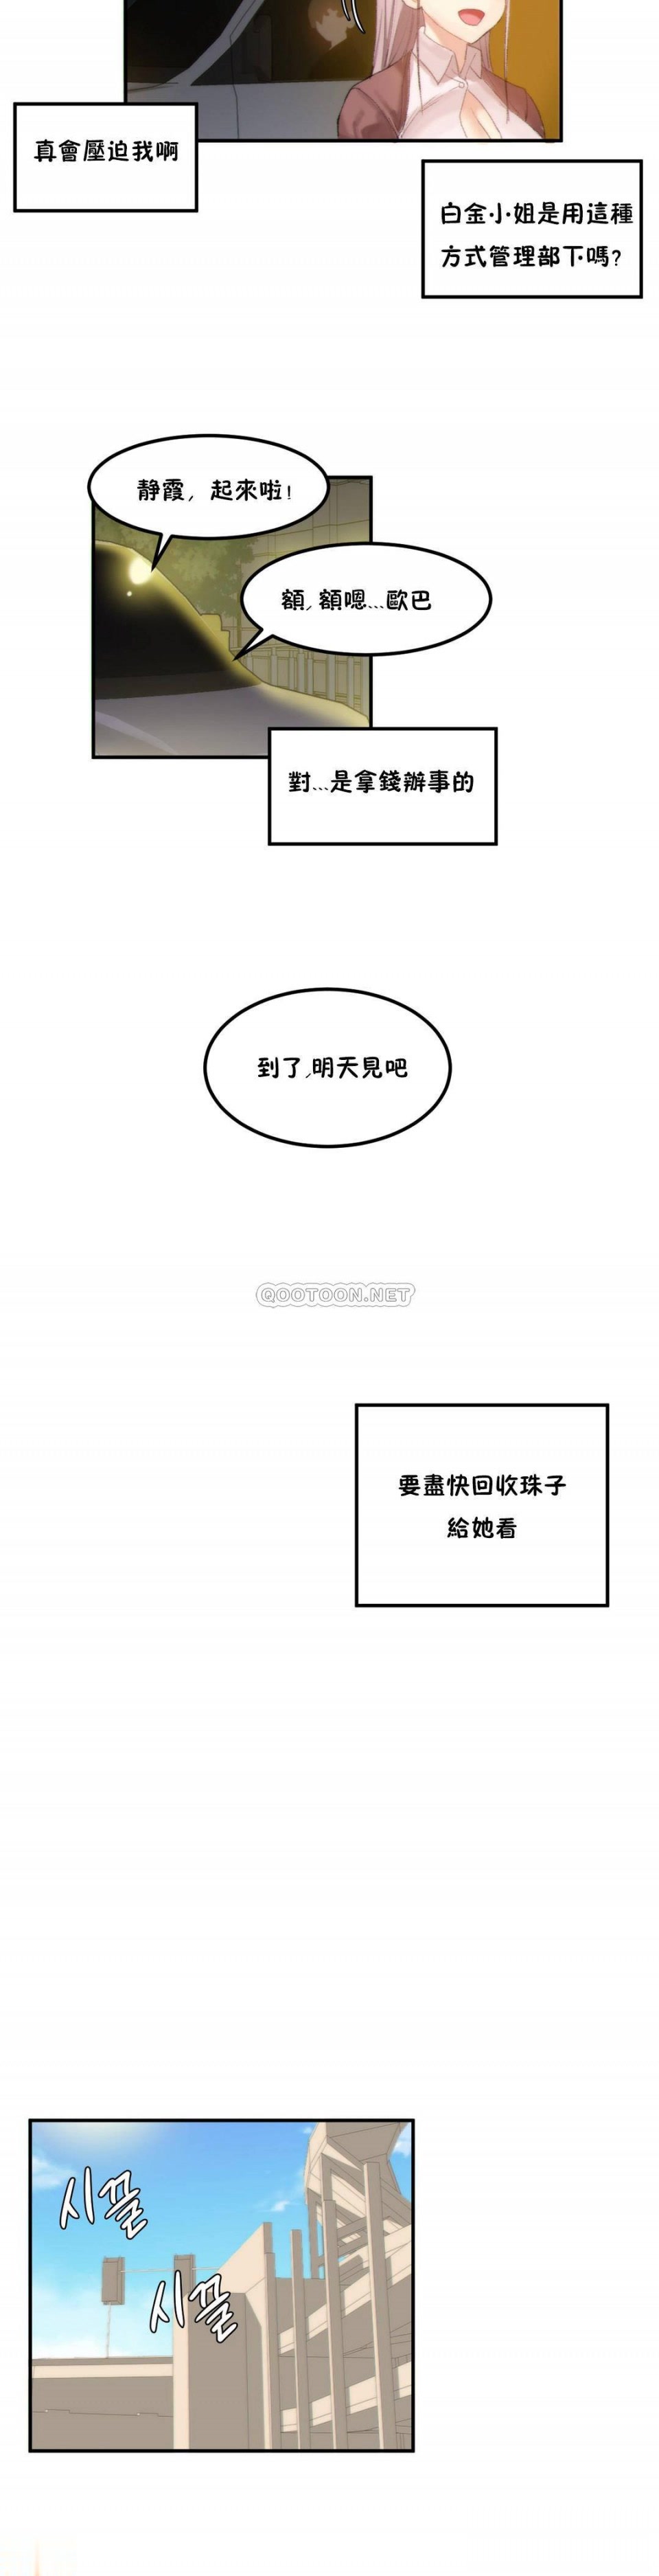 真會壓迫我啊
白金小姐是用這種
方式管理部下嗎?
靜霞, 起來啦!
額,額嗯...歐巴
對...是拿錢辦事的
到了,明天見吧
QOOTOON.NET
要盡快回收珠子
給她看
시끌
시끌